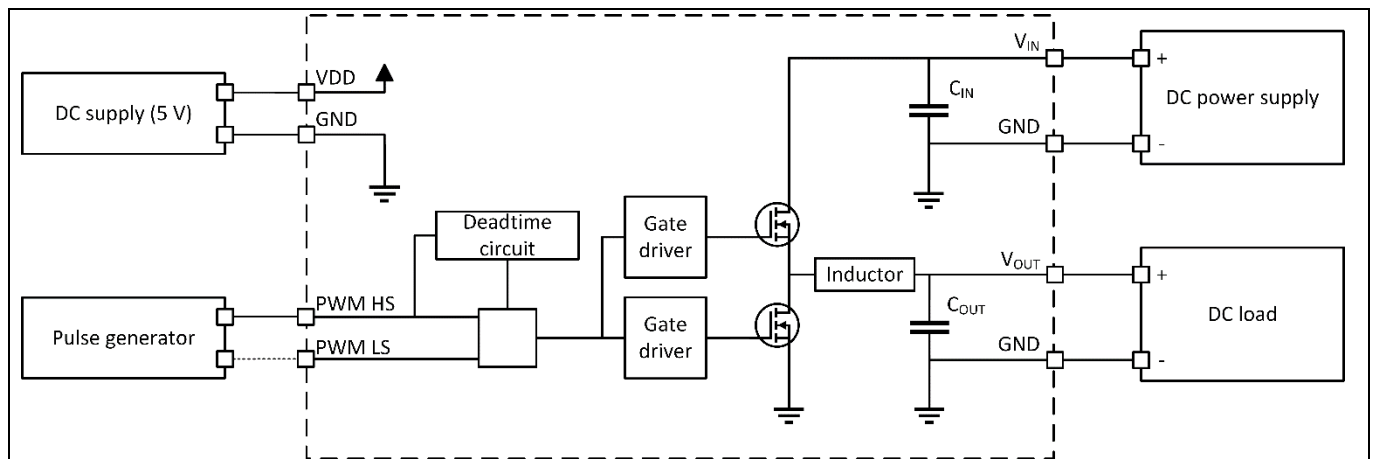 VDD
DC supply (5 V)
GND
VIN
+
CIN
DC power supply
GND
-
Deadtime
circuit
Gate
driver
PWM HS
Pulse generator
PWM LS
Gate
driver
Inductor
VOUT
+
COUT
DC load
GND
-